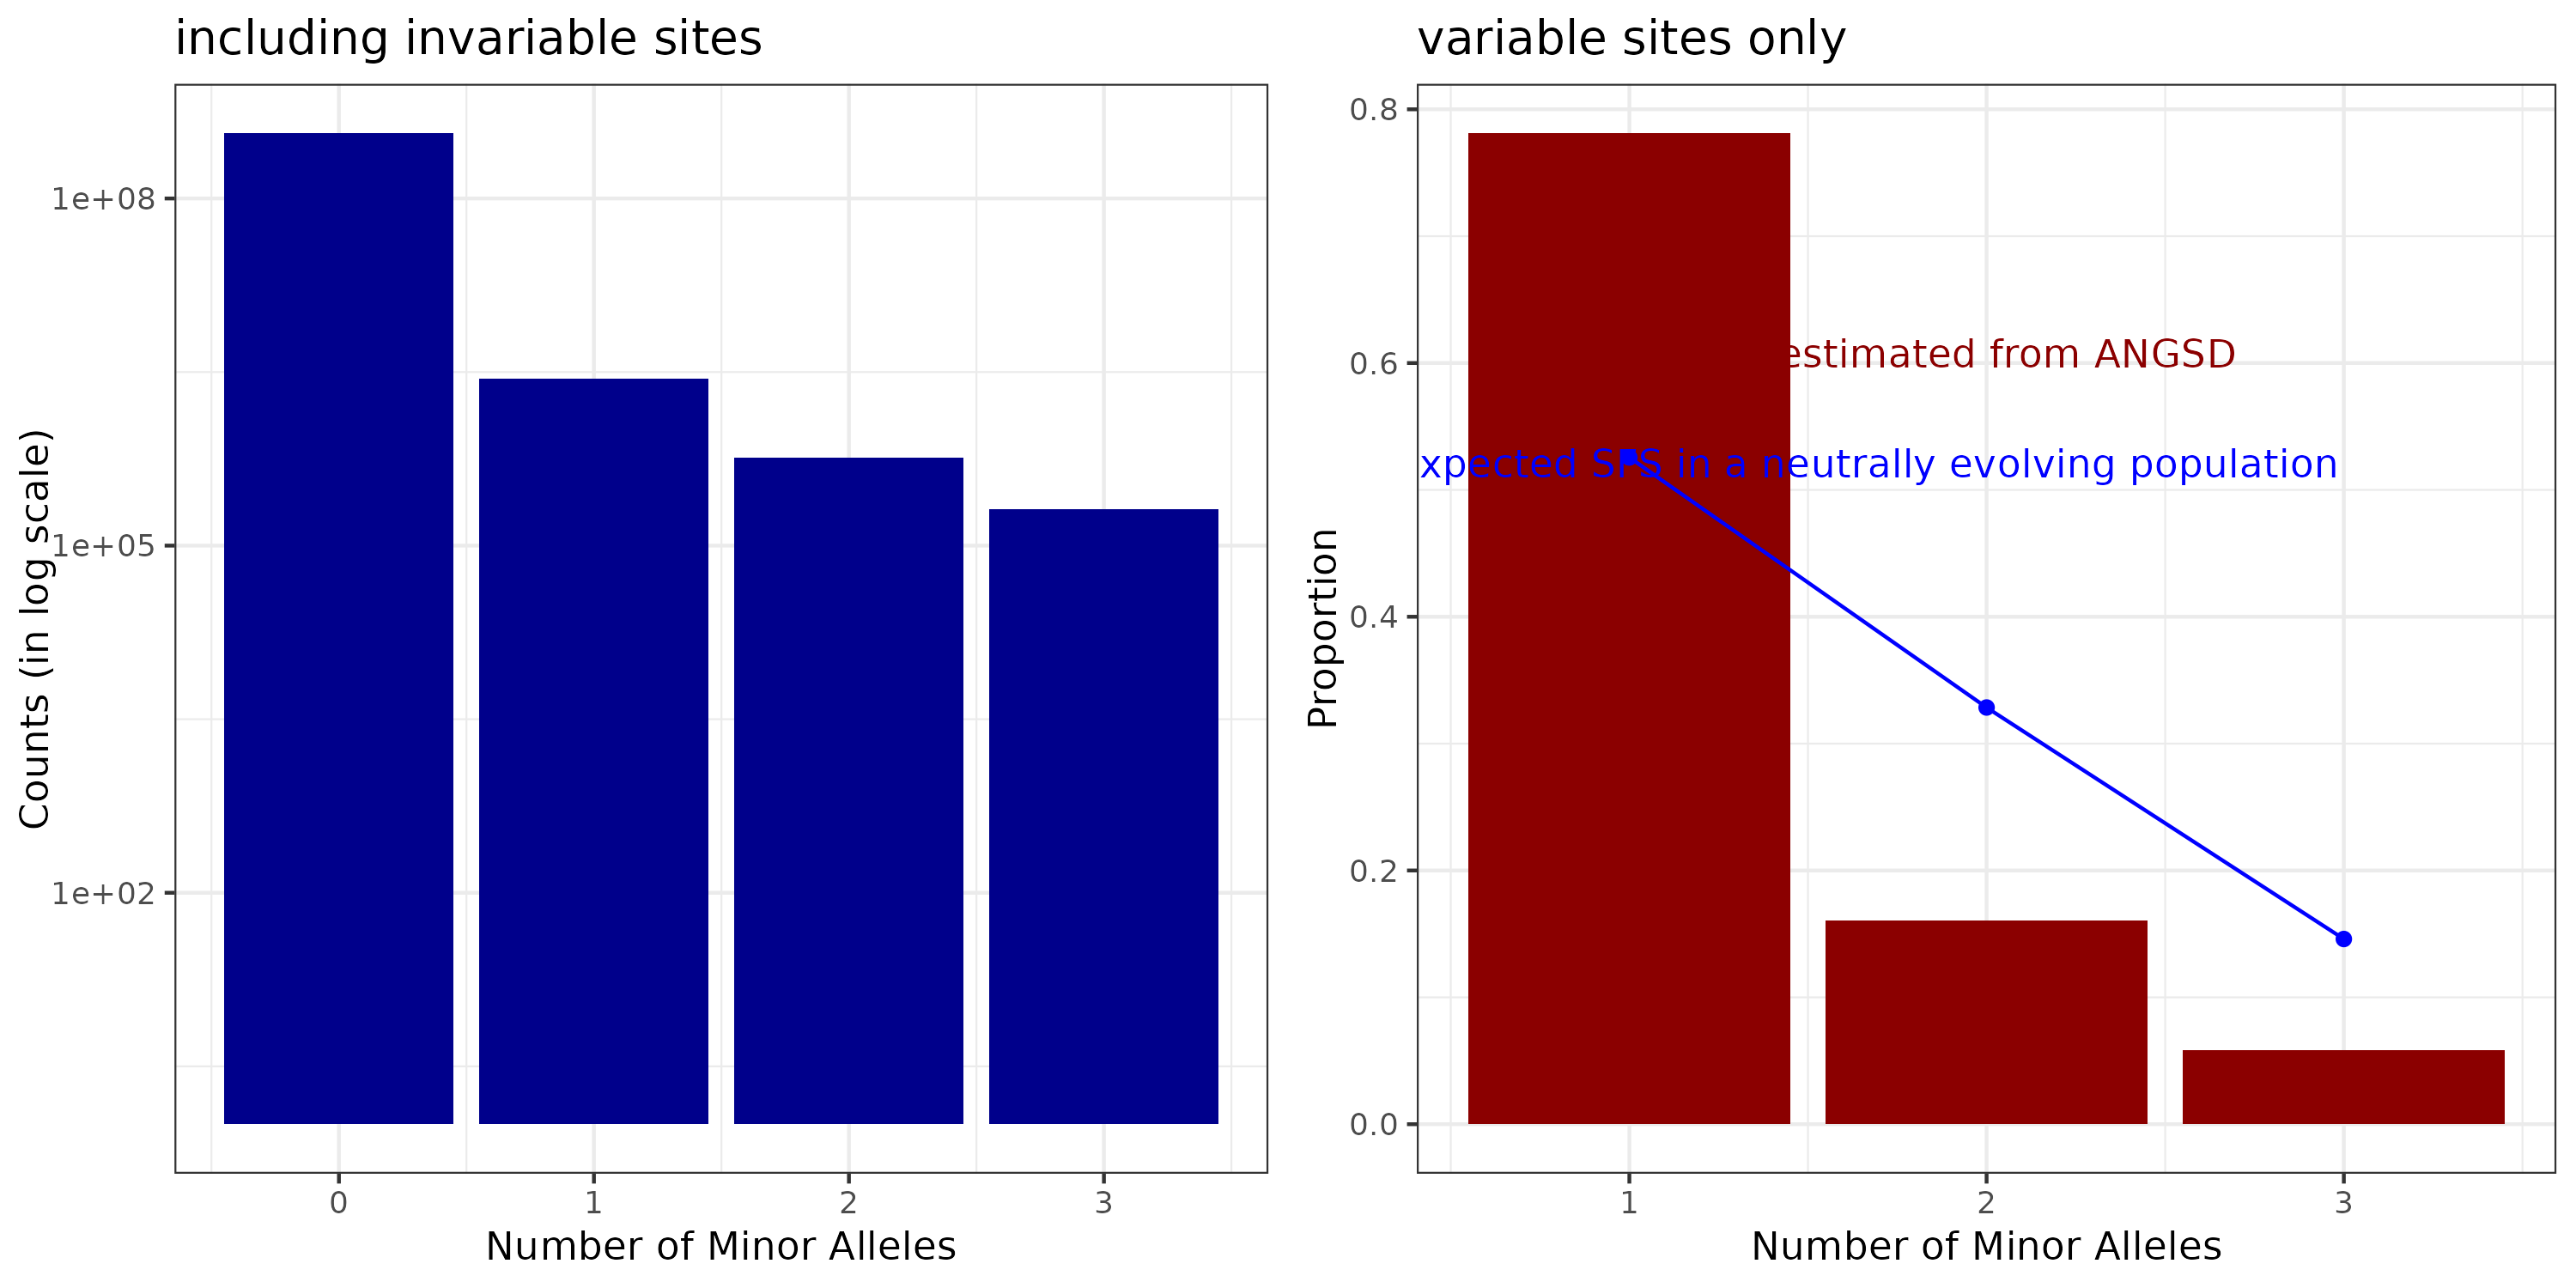 including invariable sites
Counts (in log scale)
1e+08
1e+05
1e+02
0 1 2 3
Number of Minor Alleles
variable sites only
Proportion
0.8
0.6
0.4
0.2
0.0
estimated from ANGSD
xpected SFS in a neutrally evolving population
1 2 3
Number of Minor Alleles